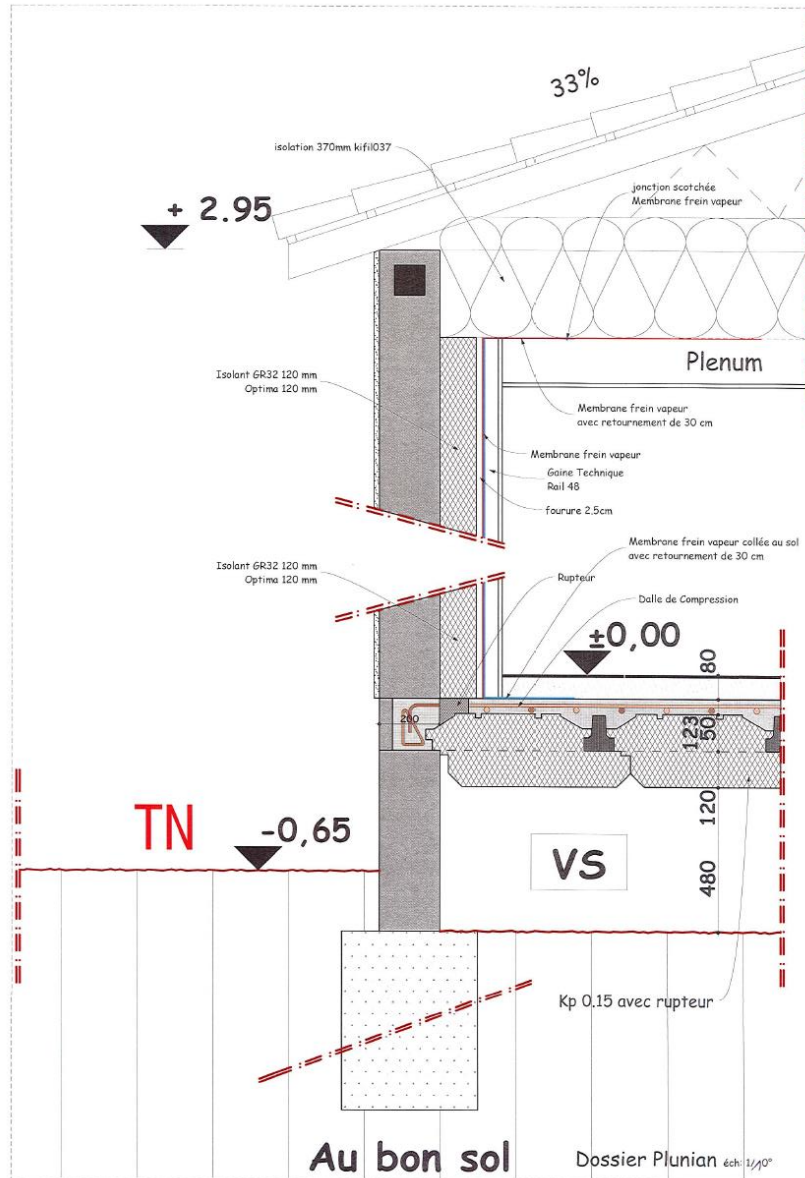 33%
isolation 370mm kifil037
jonction scotchée
Membrane frein vapeur
+ 2.95
Plenum
Isolant GR32 120 mm
Optima 120 mm
Membrane frein vapeur
avec retournement de 30 cm
Membrane frein vapeur
Gaine Technique
Rail 48
fourure 2,5cm
Membrane frein vapeur collée au sol
avec retournement de 30 cm
Isolant GR32 120 mm
Optima 120 mm
Rupteur
Dalle de Compression
±0,00
80
200
123
50
TN
-0,65
120
VS
480
Kp 0.15 avec rupteur
Au bon sol
Dossier Plunian éch: 1/10°